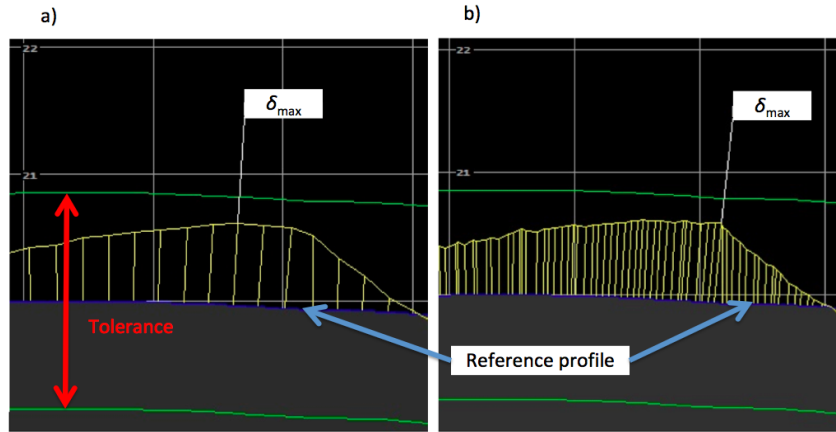 a)
b)
22
22
δmax
δmax
21
21
Tolerance
Reference profile